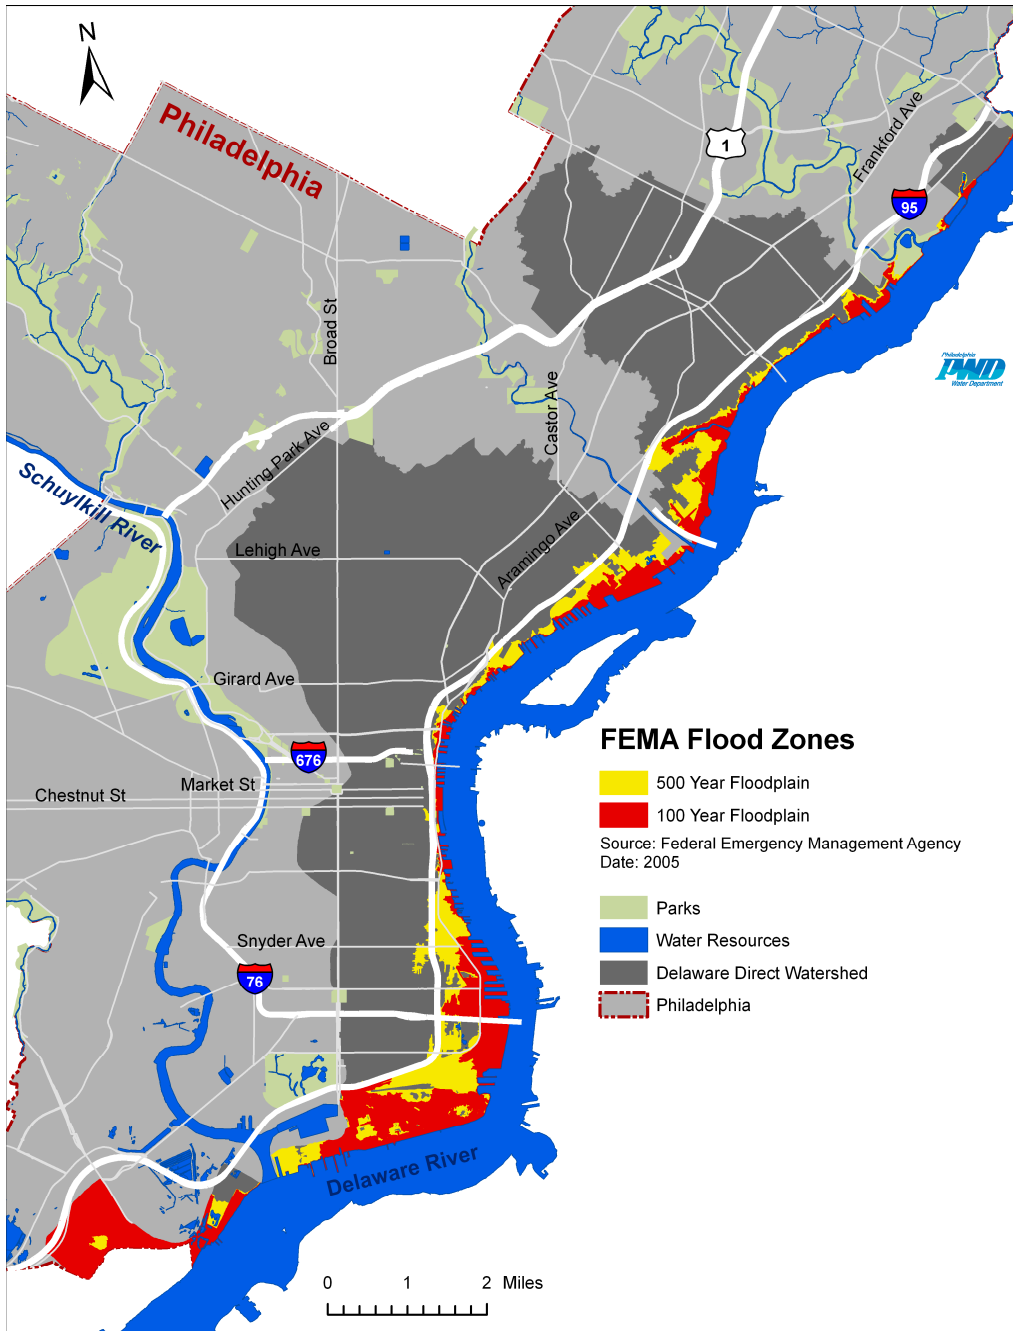 N
Philadelphia
1
Frankford Ave
95
Broad St
Philadelphia
PWD
Water Department
Castor Ave
Hunting Park Ave
Schuylkill River
Lehigh Ave
Aramingo Ave
Girard Ave
676
Market St
Chestnut St
FEMA Flood Zones
500 Year Floodplain
100 Year Floodplain
Source: Federal Emergency Management Agency
Date: 2005
Parks
Water Resources
Delaware Direct Watershed
Philadelphia
Snyder Ave
76
Delaware River
0 1 2 Miles